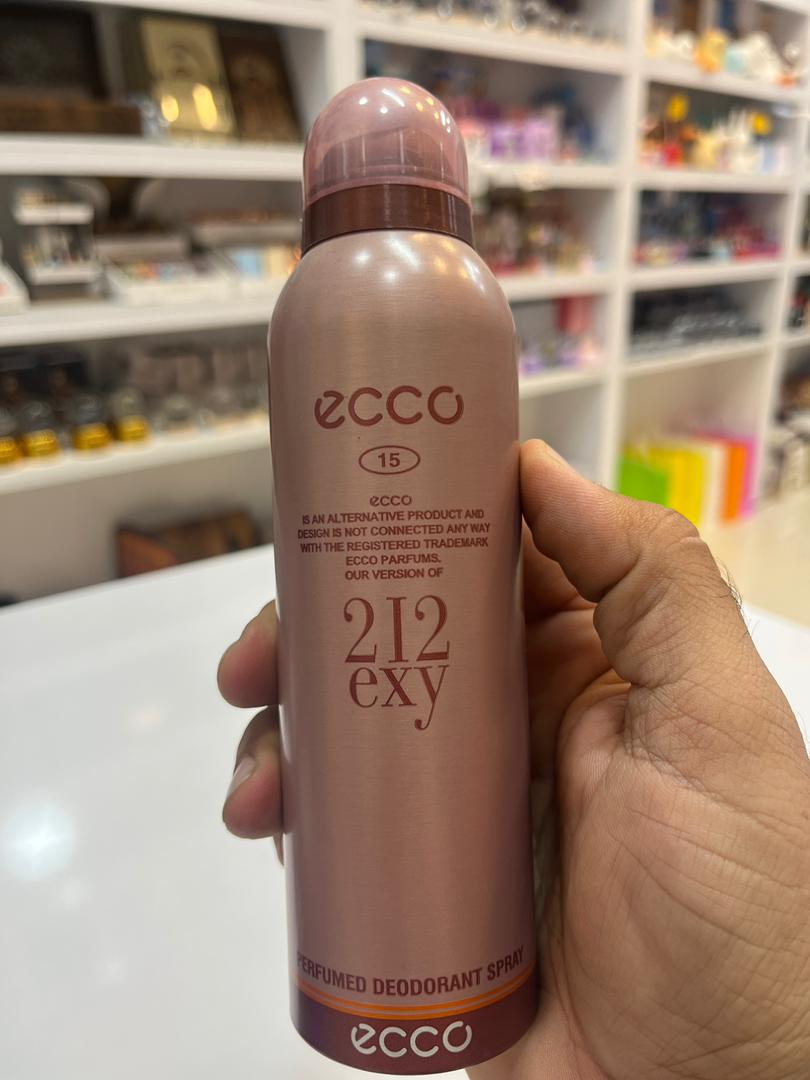 ecco
15
ecco
IS AN ALTERNATIVE PRODUCT AND
DESIGN IS NOT CONNECTED ANY WAY
WITH THE REGISTERED TRADEMARK
ECCO PARFUMS.
OUR VERSION OF
212
exy
PERFUMED DEODORANT SPRAY
ecco